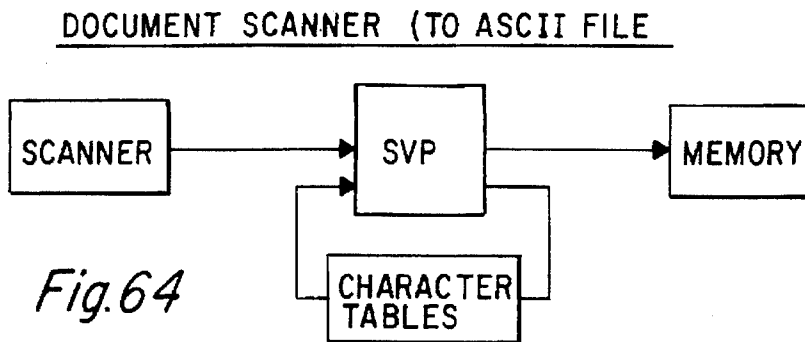 DOCUMENT SCANNER (TO ASCII FILE
SCANNER
SVP
MEMORY
CHARACTER
TABLES
Fig.64